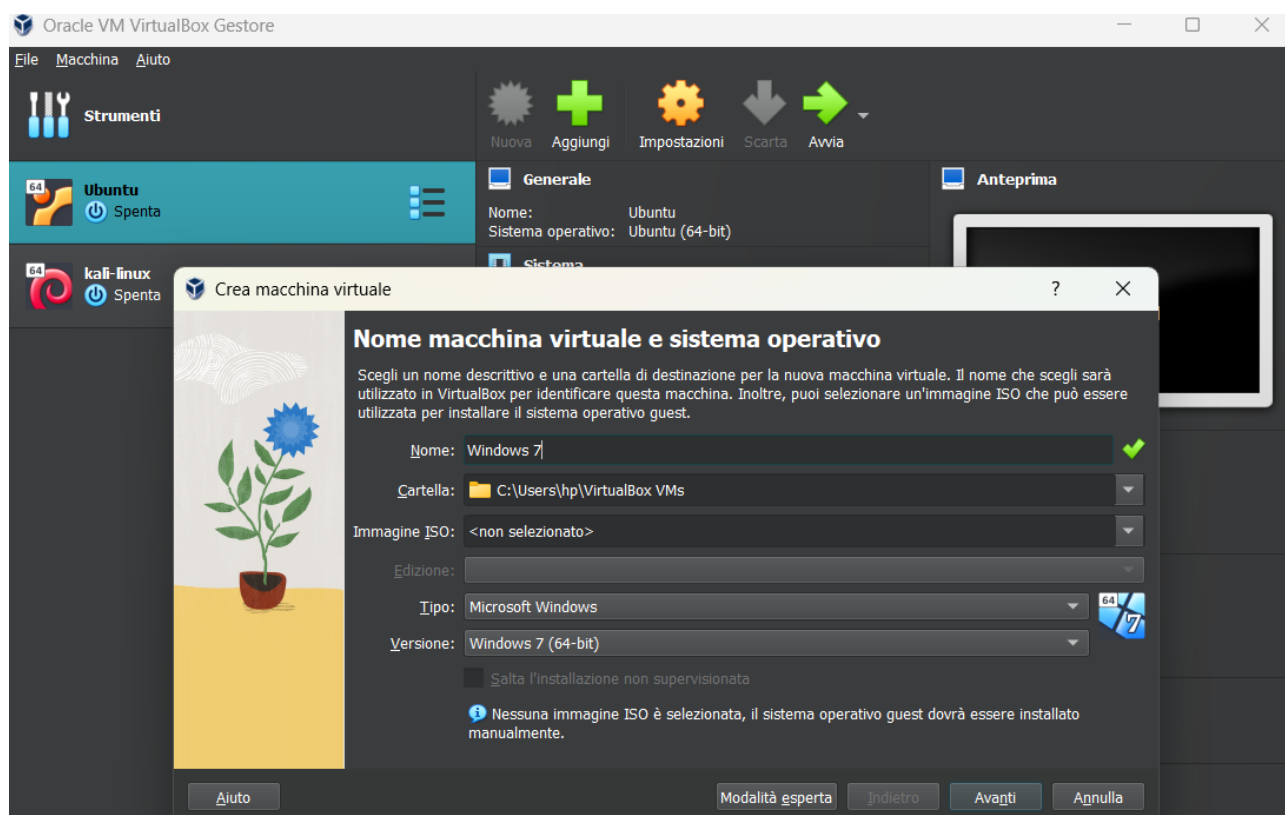 Oracle VM VirtualBox Gestore
File Macchina Aiuto
Strumenti
Nuova Aggiungi Impostazioni Scarta Avvia
64 Ubuntu
Spenta
Generale
Nome: Ubuntu
Sistema operativo: Ubuntu (64-bit)
Anteprima
Sistema
64 kali-linux
Spenta
Crea macchina virtuale ?
Nome macchina virtuale e sistema operativo
Scegli un nome descrittivo e una cartella di destinazione per la nuova macchina virtuale. Il nome che scegli sarà
utilizzato in VirtualBox per identificare questa macchina. Inoltre, puoi selezionare un'immagine ISO che può essere
utilizzata per installare il sistema operativo guest.
Nome: Windows 7
Cartella: C:\Users\hp\VirtualBox VMs
Immagine ISO: <non selezionato>
Edizione:
Tipo: Microsoft Windows
64 7
Versione: Windows 7 (64-bit)
Salta l'installazione non supervisionata
Nessuna immagine ISO è selezionata, il sistema operativo guest dovrà essere installato
manualmente.
Aiuto Modalità esperta Indietro Avanti Annulla